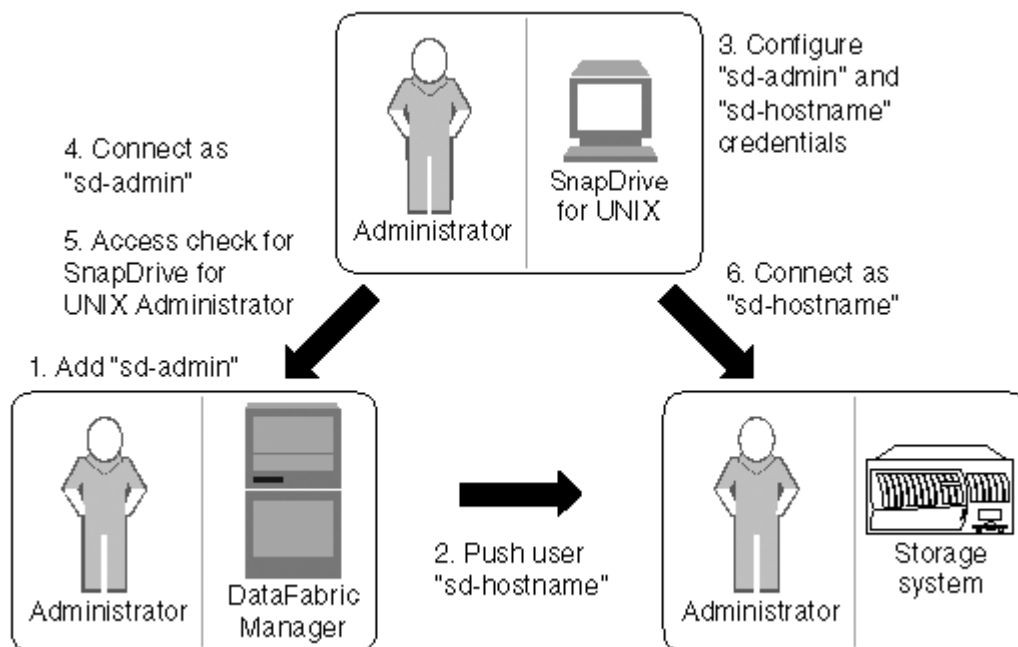 3. Configure
"sd-admin" and
"sd-hostname"
credentials
4. Connect as
"sd-admin"
SnapDrive
for UNIX
Administrator
5. Access check for
SnapDrive for
UNIX Administrator
6. Connect as
"sd-hostname"
1. Add "sd-admin"
2. Push user
"sd-hostname"
Administrator
DataFabric
Manager
Administrator
Storage
system